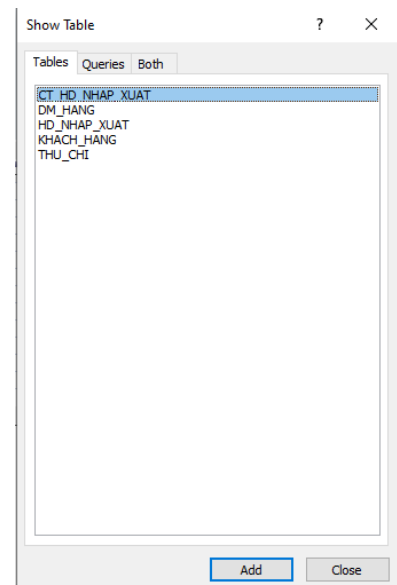 Show Table ? ×
Tables Queries Both
CT_HD_NHAP_XUAT
DM_HANG
HD_NHAP_XUAT
KHACH_HANG
THU_CHI
Add Close